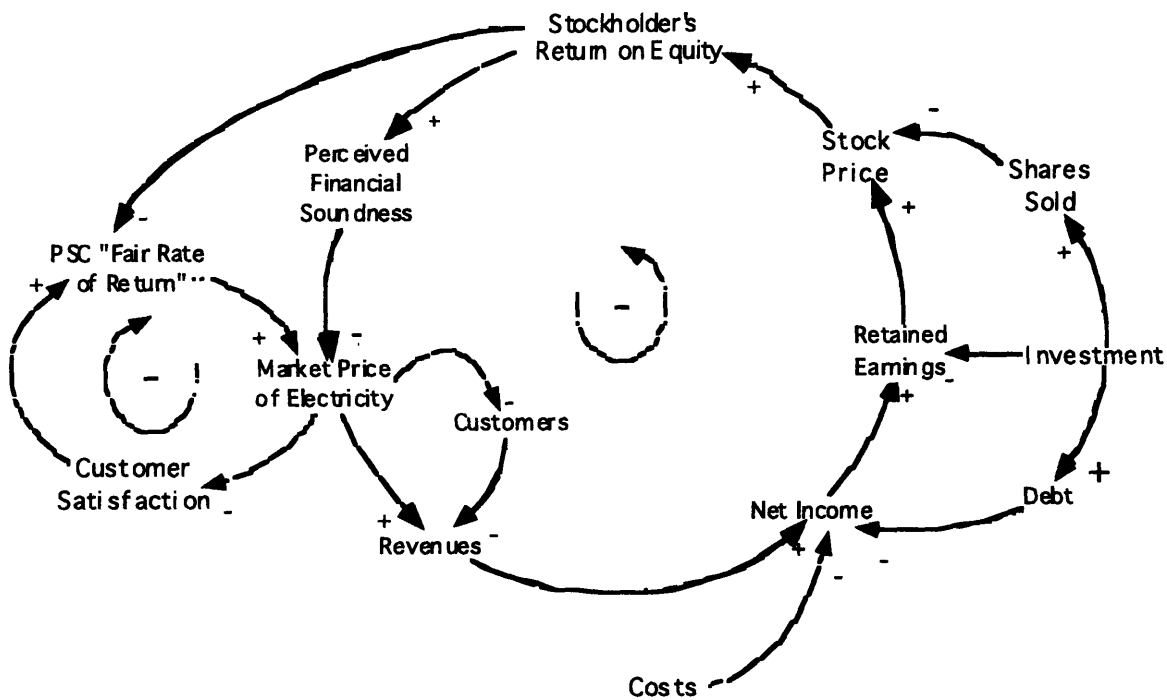 Stockholder's
Return on Equity
+
+
-
-
Perceived
Financial
Soundness
Stock
Price
Shares
Sold
+
+
-
PSC "Fair Rate
of Return"
+
+
-
Market Price
of Electricity
-
-
Retained
Earnings
-
+
Investment
-
Customers
Customer
Satisfaction
-
+
Debt
Net Income
+
-
Revenues
+
-
-
Costs